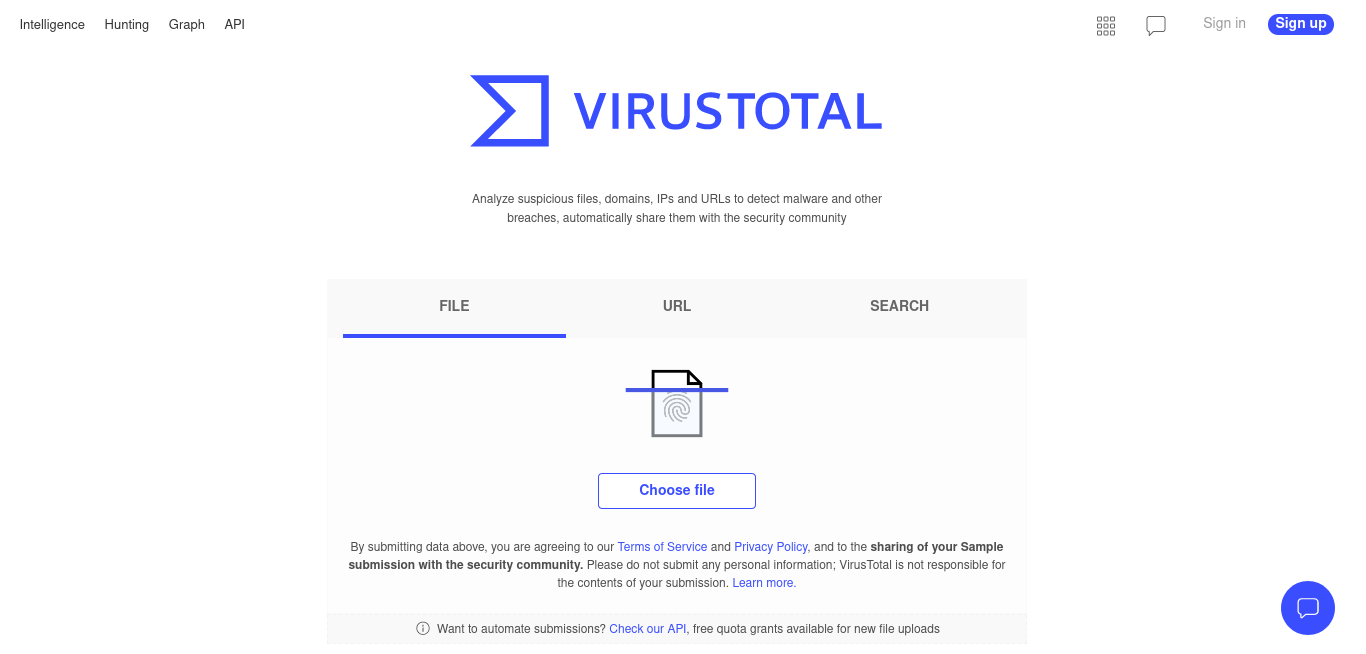 Intelligence Hunting Graph API Sign in Sign up
VIRUSTOTAL
Analyze suspicious files, domains, IPs and URLs to detect malware and other
breaches, automatically share them with the security community
FILE URL SEARCH
Choose file
By submitting data above, you are agreeing to our Terms of Service and Privacy Policy, and to the sharing of your Sample
submission with the security community. Please do not submit any personal information; VirusTotal is not responsible for
the contents of your submission. Learn more.
Want to automate submissions? Check our API, free quota grants available for new file uploads